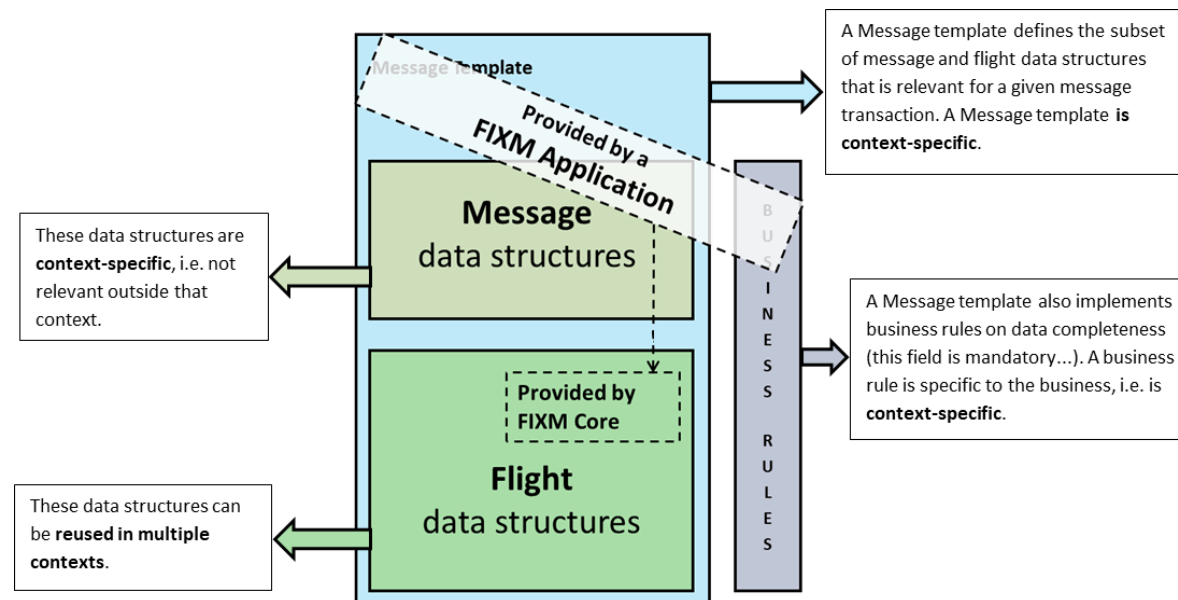 Message Template
Provided by a
FIXM Application
Message
data structures
Provided by
FIXM Core
Flight
data structures
BUSINESS RULES
A Message template defines the subset
of message and flight data structures
that is relevant for a given message
transaction. A Message template is
context-specific.
These data structures are
context-specific, i.e. not
relevant outside that
context.
A Message template also implements
business rules on data completeness
(this field is mandatory...). A business
rule is specific to the business, i.e. is
context-specific.
These data structures can
be reused in multiple
contexts.